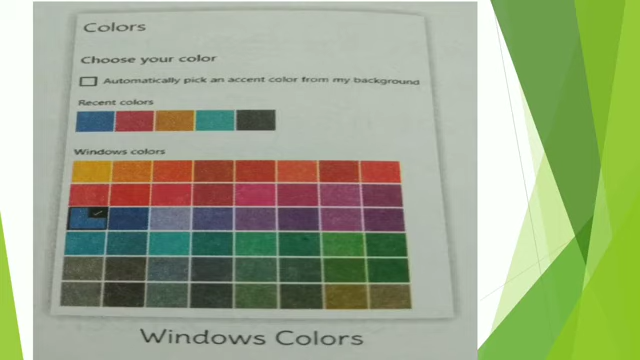 Colors
Choose your color
Automatically pick an accent color from my background
Recent colors
Windows colors
Windows Colors